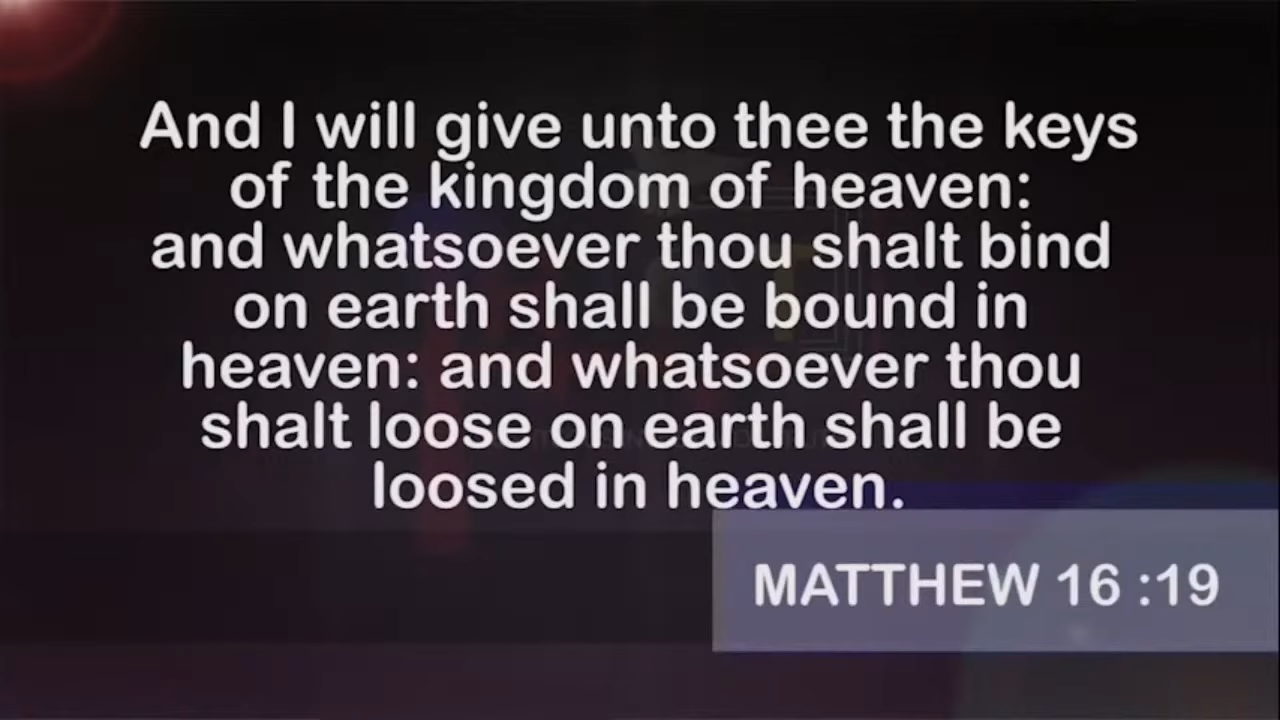 And I will give unto thee the keys
of the kingdom of heaven:
and whatsoever thou shalt bind
on earth shall be bound in
heaven: and whatsoever thou
shalt loose on earth shall be
loosed in heaven.
MATTHEW 16 :19